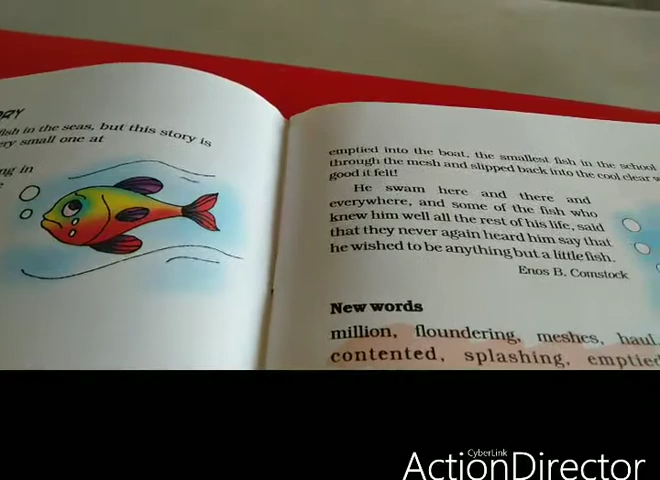 ORY
fish in the seas, but this story is
ery small one at
ng in
emptied into the boat, the smallest fish in the school
through the mesh and slipped back into the cool clear w
good it felt!
He swam here and there and
everywhere, and some of the fish who
knew him well all the rest of his life, said
that they never again heard him say that
he wished to be anything but a little fish.
Enos B. Comstock
New words
million, floundering, meshes, haul
contented, splashing, emptied
CyberLink
ActionDirector